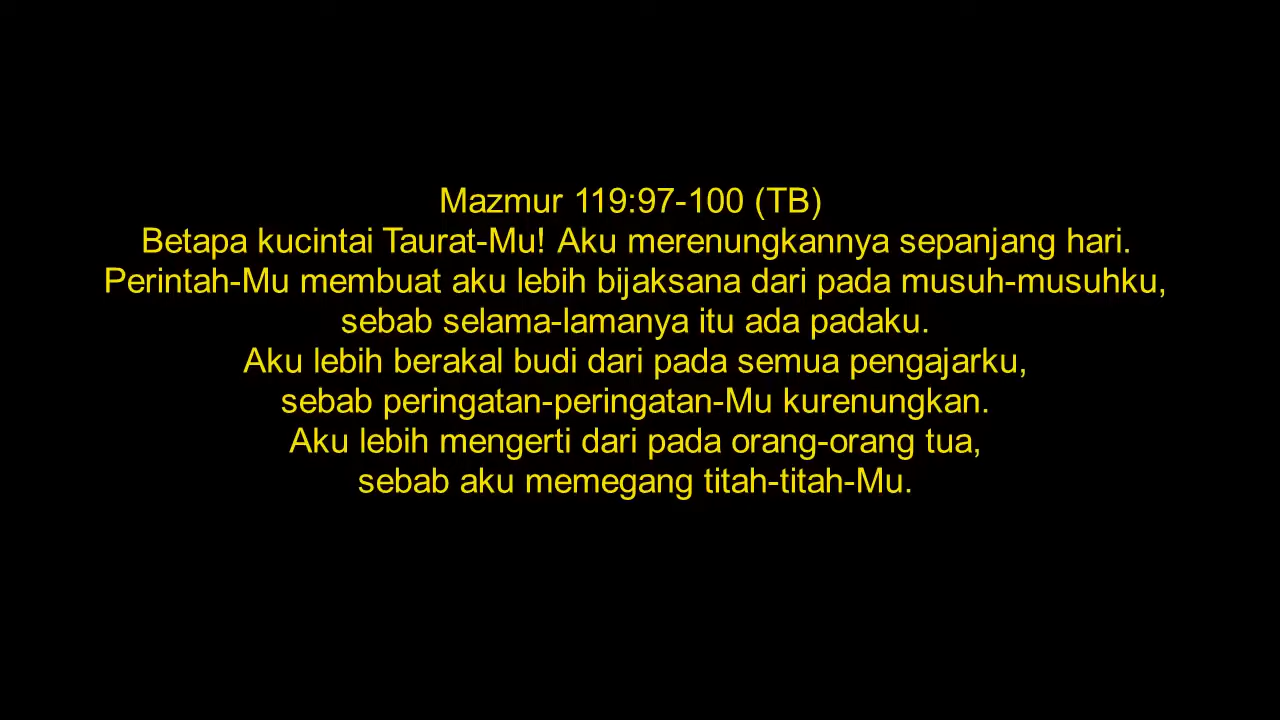 Mazmur 119:97-100 (TB)
Betapa kucintai Taurat-Mu! Aku merenungkannya sepanjang hari.
Perintah-Mu membuat aku lebih bijaksana dari pada musuh-musuhku,
sebab selama-lamanya itu ada padaku.
Aku lebih berakal budi dari pada semua pengajarku,
sebab peringatan-peringatan-Mu kurenungkan.
Aku lebih mengerti dari pada orang-orang tua,
sebab aku memegang titah-titah-Mu.